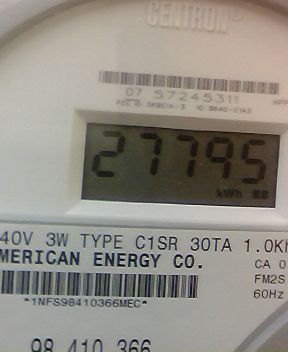 CENTRON®
07 57245311
27795
kWh
40V 3W TYPE C1SR 30TA 1.0K
MERICAN ENERGY CO.
CA 0
FM2S
60Hz
*1NFS98410366MEC*
98 410 366